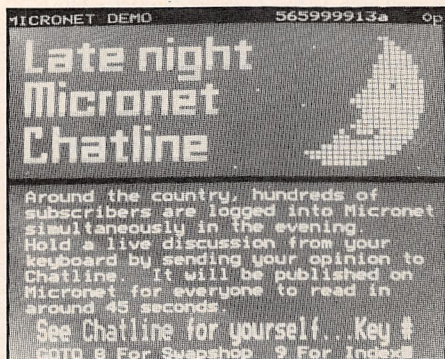 MICRONET DEMO 565999913a Op
Late night
Micronet
Chatline
Around the country, hundreds of
subscribers are logged into Micronet
simultaneously in the evening.
Hold a live discussion from your
keyboard by sending your opinion to
Chatline. It will be published on
Micronet for everyone to read in
around 45 seconds.
See Chatline for yourself...Key #
GOTO 8 For Swapshop 9 For Index#